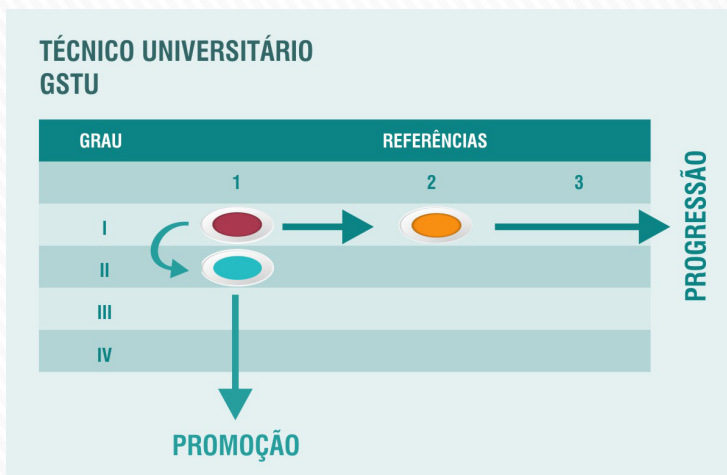 TÉCNICO UNIVERSITÁRIO
GSTU
GRAU REFERÊNCIAS
1 2 3
I
II
III
IV
PROGRESSÃO
PROMOÇÃO